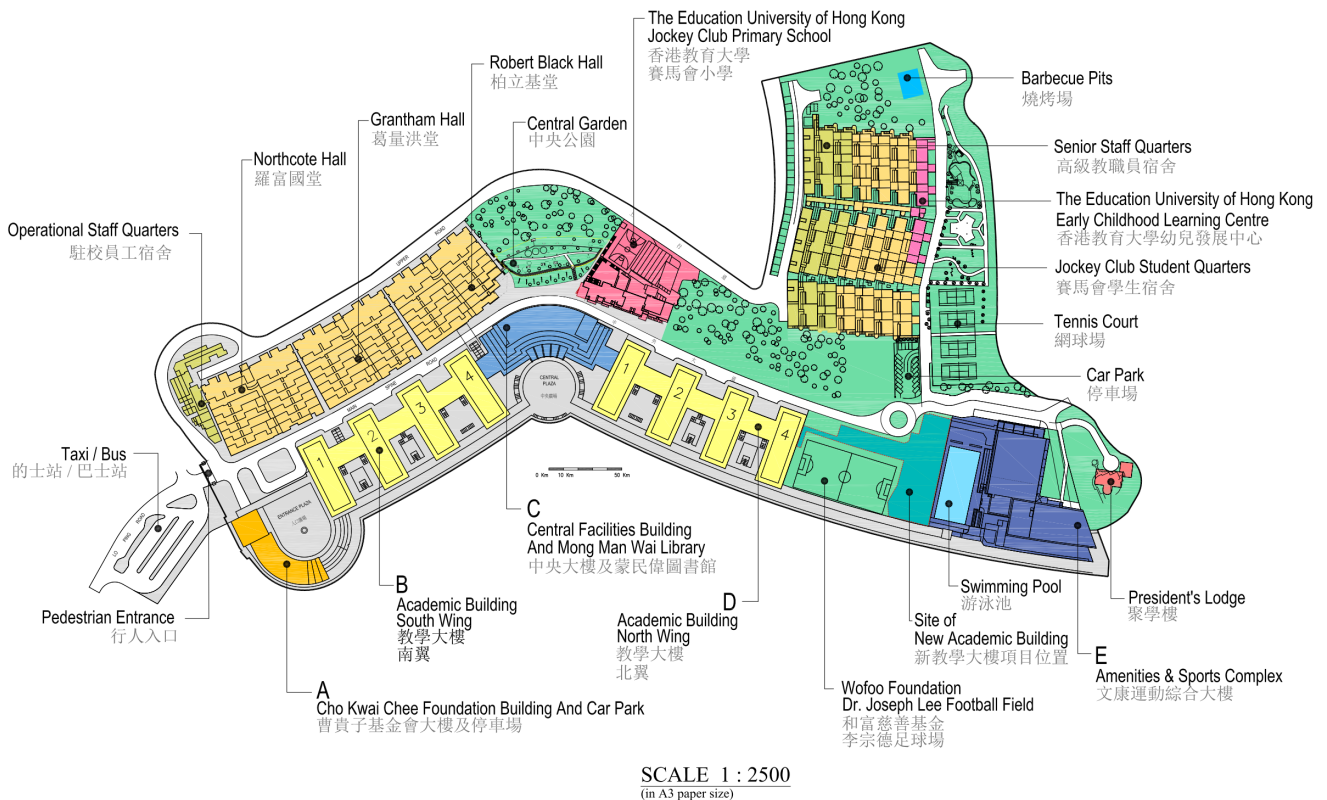 The Education University of Hong Kong
Jockey Club Primary School
香港教育大學
賽馬會小學
Robert Black Hall
柏立基堂
Barbecue Pits
燒烤場
Grantham Hall
葛量洪堂
Central Garden
中央公園
Northcote Hall
羅富國堂
Senior Staff Quarters
高級教職員宿舍
The Education University of Hong Kong
Early Childhood Learning Centre
香港教育大學幼兒發展中心
Operational Staff Quarters
駐校員工宿舍
Jockey Club Student Quarters
賽馬會學生宿舍
Tennis Court
網球場
Car Park
停車場
UPPER ROAD
MAIN SPINE ROAD
CENTRAL
PLAZA
中央廣場
1
2
3
4
1
2
3
4
Taxi / Bus
的士站 / 巴士站
LO PING ROAD
ENTRANCE PLAZA
0 Km 10 Km 50 Km
C
Central Facilities Building
And Mong Man Wai Library
中央大樓及蒙民偉圖書館
B
Academic Building
South Wing
教學大樓
南翼
D
Academic Building
North Wing
教學大樓
北翼
Swimming Pool
游泳池
President's Lodge
聚學樓
Pedestrian Entrance
行人入口
Site of
New Academic Building
新教學大樓項目位置
E
Amenities & Sports Complex
文康運動綜合大樓
A
Cho Kwai Chee Foundation Building And Car Park
曹貴子基金會大樓及停車場
Wofoo Foundation
Dr. Joseph Lee Football Field
和富慈善基金
李宗德足球場
SCALE 1 : 2500
(in A3 paper size)